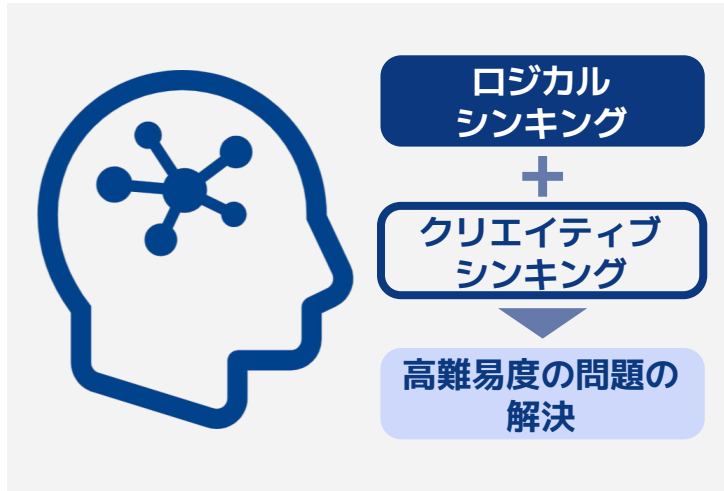 ロジカル
シンキング
+
クリエイティブ
シンキング
高難易度の問題の
解決